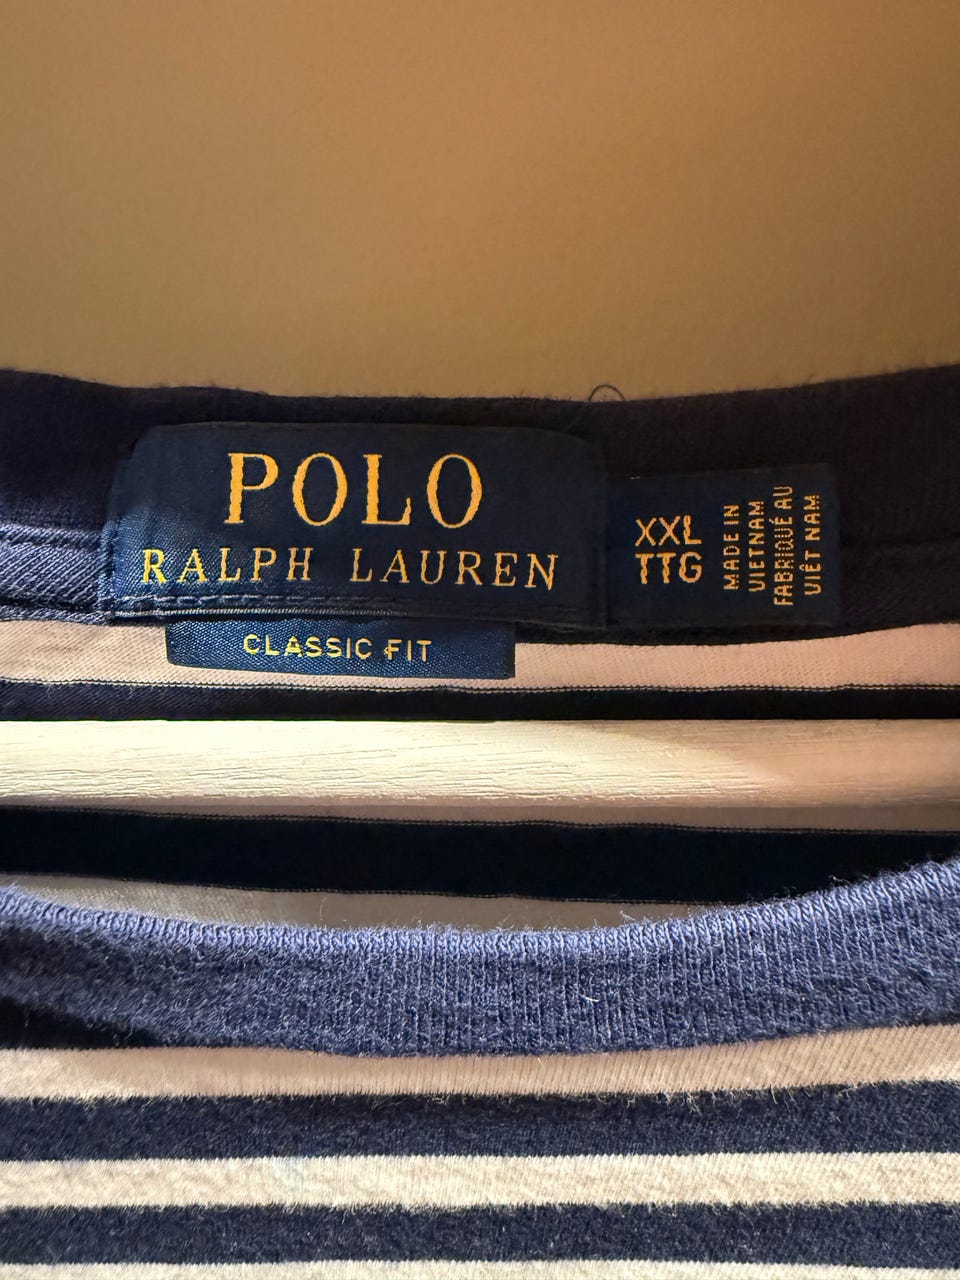 POLO
RALPH LAUREN
CLASSIC FIT
XXL
TTG
MADE IN
VIETNAM
FABRIQUÉ AU
VIÊT NAM